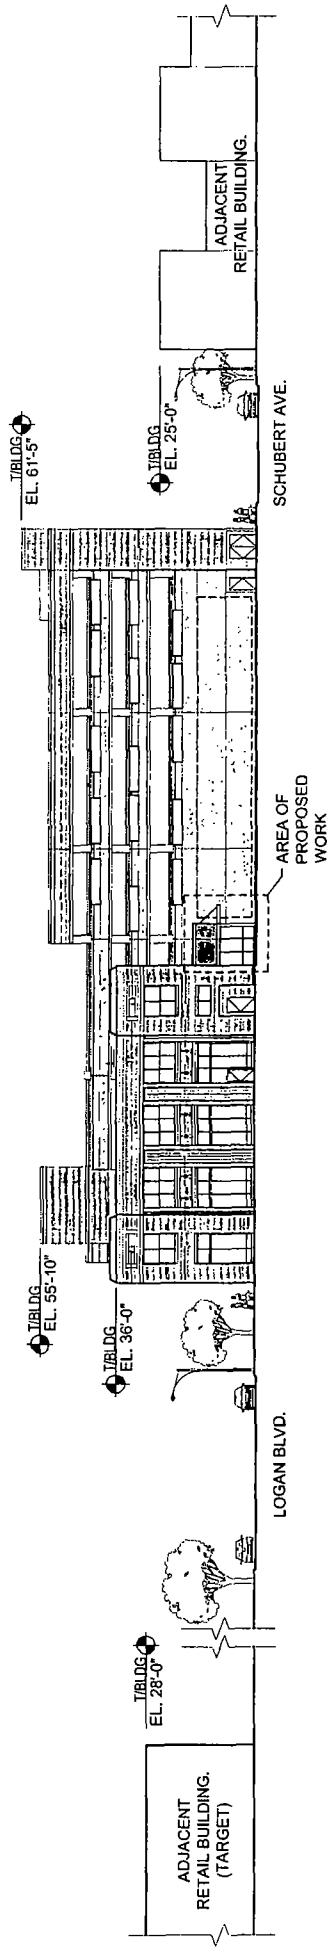 ADJACENT
RETAIL BUILDING.
(TARGET)
T/BLDG
EL. 28'-0"
LOGAN BLVD.
T/BLDG
EL. 36'-0"
T/BLDG
EL. 55'-10"
AREA OF
PROPOSED
WORK
T/BLDG
EL. 61'-5"
T/BLDG
EL. 25'-0"
SCHUBERT AVE.
ADJACENT
RETAIL BUILDING.